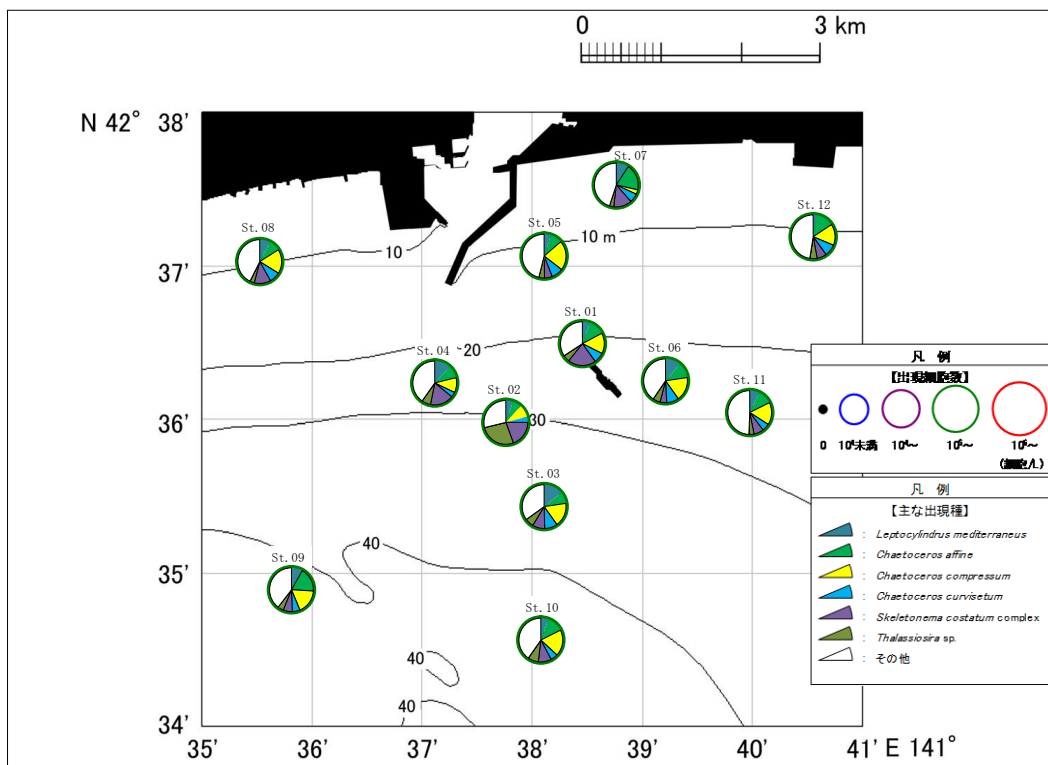 0 3 km
N 42° 38'
St.07
St.12
St.08
St.05
10 m
10
37'
St.01
St.04
20
St.06
凡 例
St.02
St.11
36'
30
0
(細胞/L)
St.03
凡 例
【主な出現種】
: Leptocylindrus mediterraneus
40
: Chaetoceros affine
St.09
35'
: Chaetoceros compressum
: Chaetoceros curvisetum
St.10
: Skeletonema costatum complex
: Thalassiosira sp.
40
: その他
40
34'
35' 36' 37' 38' 39' 40' 41' E 141°